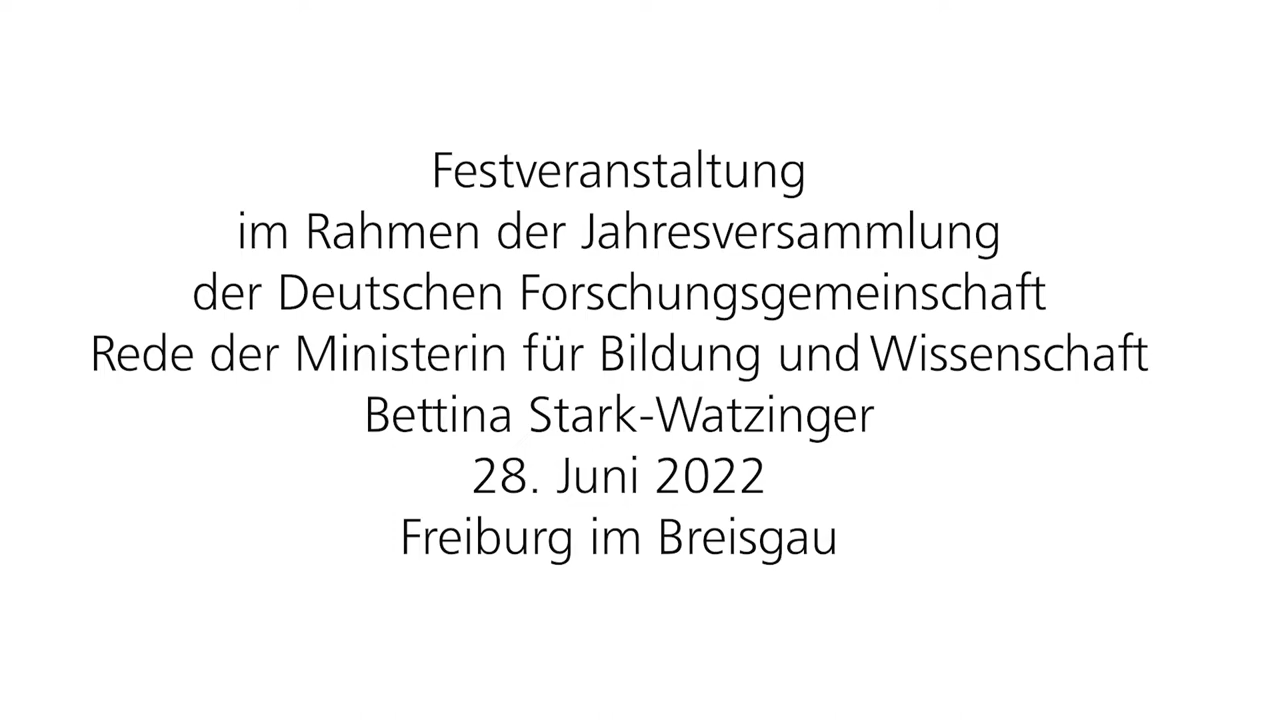 Festveranstaltung
im Rahmen der Jahresversammlung
der Deutschen Forschungsgemeinschaft
Rede der Ministerin für Bildung und Wissenschaft
Bettina Stark-Watzinger
28. Juni 2022
Freiburg im Breisgau